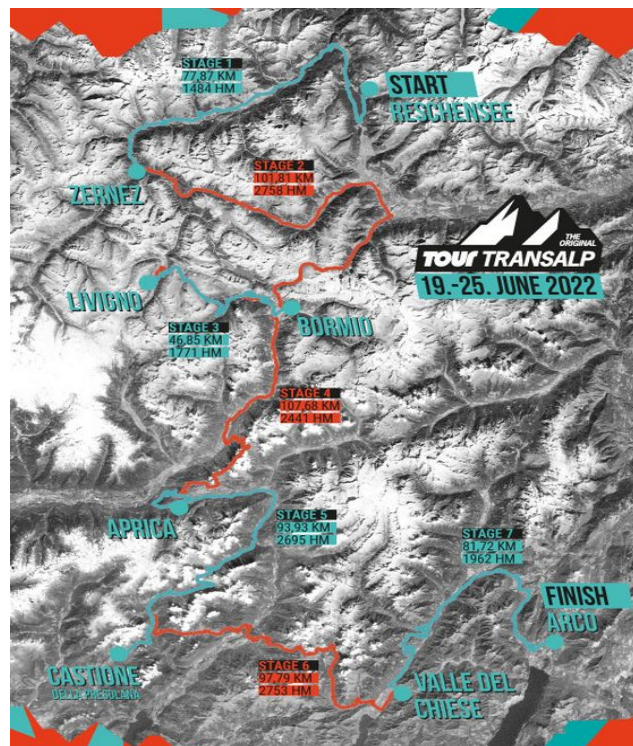 STAGE 1
77,87 KM
1484 HM
START
RESCHENSEE
STAGE 2
101,81 KM
2758 HM
ZERNEZ
THE
ORIGINAL
TOUR TRANSALP
19.-25. JUNE 2022
LIVIGNO
BORMIO
STAGE 3
46,85 KM
1771 HM
STAGE 4
107,68 KM
2441 HM
APRICA
STAGE 5
93,93 KM
2695 HM
STAGE 7
81,72 KM
1962 HM
FINISH
ARCO
CASTIONE
DELLA PRESOLANA
STAGE 6
97,79 KM
2753 HM
VALLE DEL
CHIESE